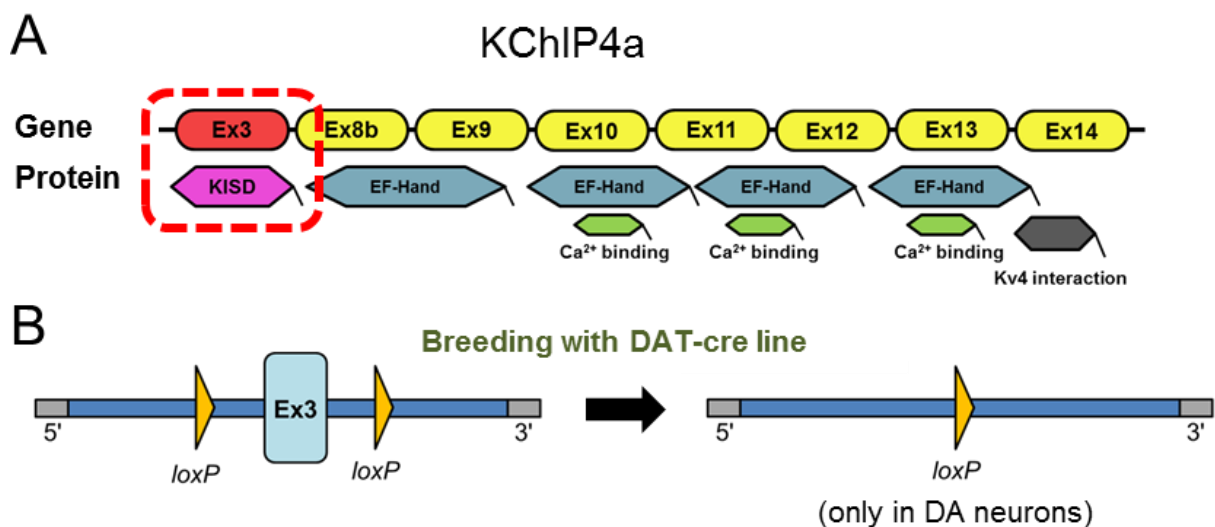 A
KChIP4a
Gene
Ex3 Ex8b Ex9 Ex10 Ex11 Ex12 Ex13 Ex14
Protein
KISD EF-Hand EF-Hand EF-Hand EF-Hand
Ca²⁺ binding Ca²⁺ binding Ca²⁺ binding
Kv4 interaction
B
Breeding with DAT-cre line
Ex3
5' 3' 5' 3'
loxP loxP loxP
(only in DA neurons)